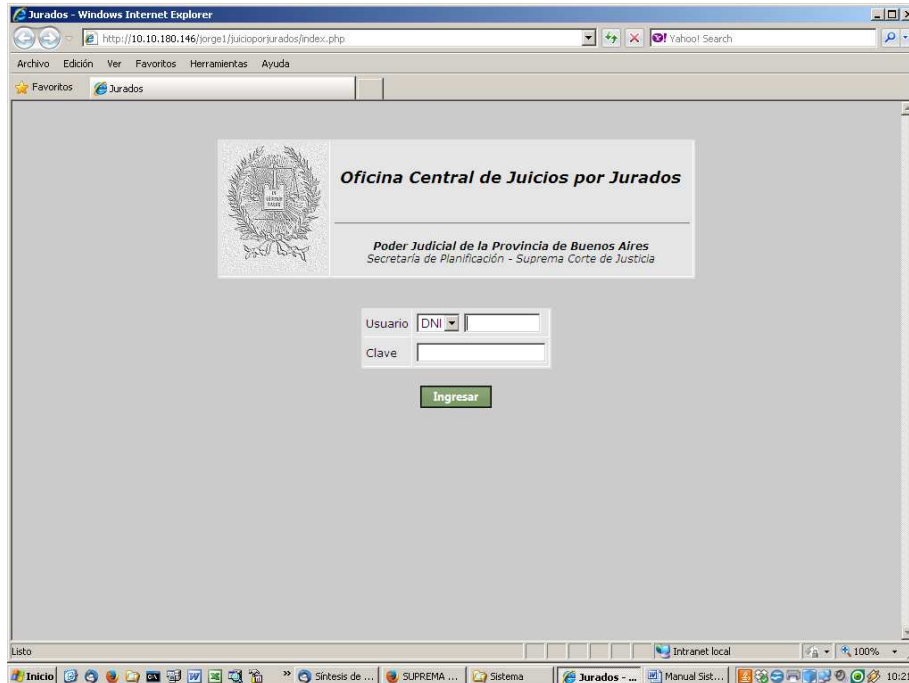 Jurados - Windows Internet Explorer
http://10.10.180.146/jorge1/juicioporjurados/index.php
Yahoo! Search
Archivo Edición Ver Favoritos Herramientas Ayuda
Favoritos Jurados
Oficina Central de Juicios por Jurados
Poder Judicial de la Provincia de Buenos Aires
Secretaría de Planificación - Suprema Corte de Justicia
Usuario DNI
Clave
Ingresar
Listo Intranet local 100%
Inicio » Síntesis de ... SUPREMA ... Sistema Jurados - ... Manual Sist... 10:21